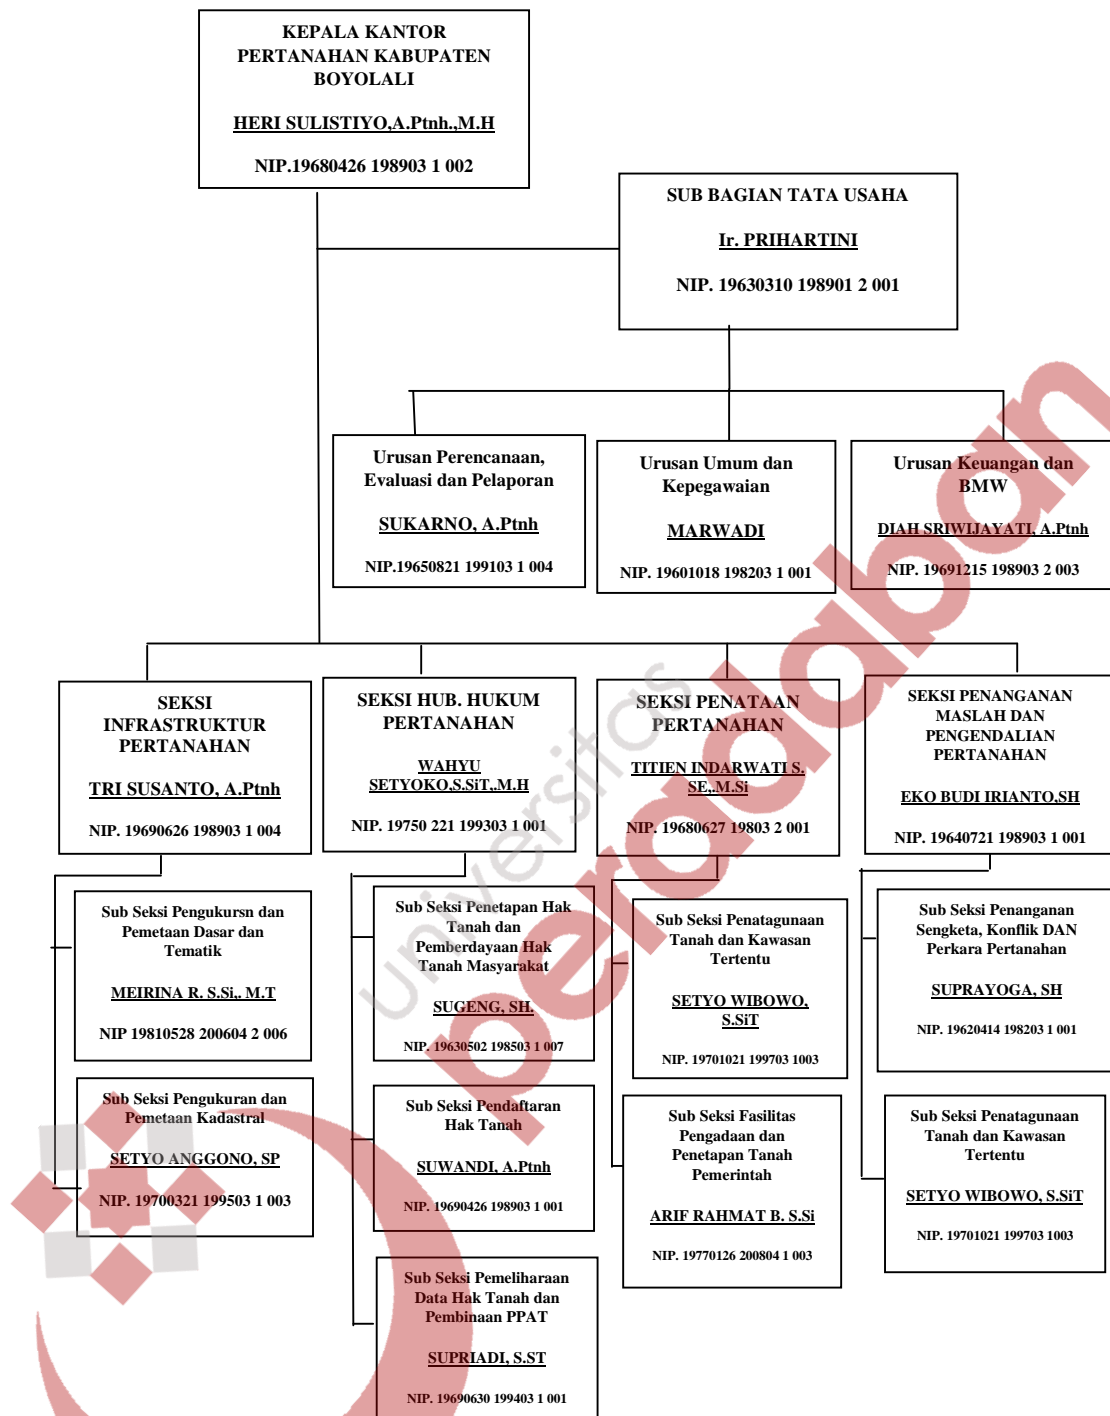 KEPALA KANTOR
PERTANAHAN KABUPATEN
BOYOLALI
HERI SULISTIYO,A.Ptnh.,M.H
NIP.19680426 198903 1 002
SUB BAGIAN TATA USAHA
Ir. PRIHARTINI
NIP. 19630310 198901 2 001
Urusan Perencanaan,
Evaluasi dan Pelaporan
SUKARNO, A.Ptnh
NIP.19650821 199103 1 004
Urusan Umum dan
Kepegawaian
MARWADI
NIP. 19601018 198203 1 001
Urusan Keuangan dan
BMW
DIAH SRIWIJAYATI, A.Ptnh
NIP. 19691215 198903 2 003
SEKSI
INFRASTRUKTUR
PERTANAHAN
TRI SUSANTO, A.Ptnh
NIP. 19690626 198903 1 004
SEKSI HUB. HUKUM
PERTANAHAN
WAHYU
SETYOKO,S.SiT,.M.H
NIP. 19750 221 199303 1 001
SEKSI PENATAAN
PERTANAHAN
TITIEN INDARWATI S.
SE,.M.Si
NIP. 19680627 19803 2 001
SEKSI PENANGANAN
MASLAH DAN
PENGENDALIAN
PERTANAHAN
EKO BUDI IRIANTO,SH
NIP. 19640721 198903 1 001
Sub Seksi Pengukursn dan
Pemetaan Dasar dan
Tematik
MEIRINA R. S.Si,. M.T
NIP 19810528 200604 2 006
Sub Seksi Pengukuran dan
Pemetaan Kadastral
SETYO ANGGONO, SP
NIP. 19700321 199503 1 003
Sub Seksi Penetapan Hak
Tanah dan
Pemberdayaan Hak
Tanah Masyarakat
SUGENG, SH.
NIP. 19630502 198503 1 007
Sub Seksi Pendaftaran
Hak Tanah
SUWANDI, A.Ptnh
NIP. 19690426 198903 1 001
Sub Seksi Pemeliharaan
Data Hak Tanah dan
Pembinaan PPAT
SUPRIADI, S.ST
NIP. 19690630 199403 1 001
Sub Seksi Penatagunaan
Tanah dan Kawasan
Tertentu
SETYO WIBOWO,
S.SiT
NIP. 19701021 199703 1003
Sub Seksi Fasilitas
Pengadaan dan
Penetapan Tanah
Pemerintah
ARIF RAHMAT B. S.Si
NIP. 19770126 200804 1 003
Sub Seksi Penanganan
Sengketa, Konflik DAN
Perkara Pertanahan
SUPRAYOGA, SH
NIP. 19620414 198203 1 001
Sub Seksi Penatagunaan
Tanah dan Kawasan
Tertentu
SETYO WIBOWO, S.SiT
NIP. 19701021 199703 1003
universitas
peradaban